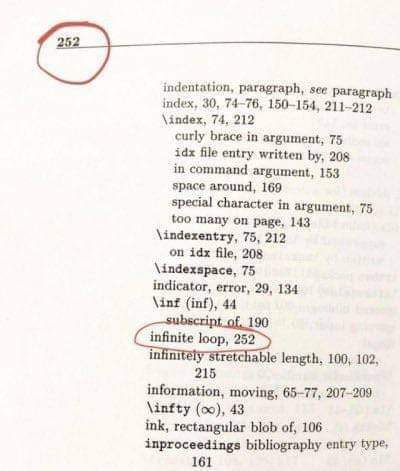 252
indentation, paragraph, see paragraph
index, 30, 74–76, 150–154, 211–212
\index, 74, 212
curly brace in argument, 75
idx file entry written by, 208
in command argument, 153
space around, 169
special character in argument, 75
too many on page, 143
\indexentry, 75, 212
on idx file, 208
\indexspace, 75
indicator, error, 29, 134
\inf (inf), 44
subscript of, 190
infinite loop, 252
infinitely stretchable length, 100, 102,
215
information, moving, 65–77, 207–209
\infty (∞), 43
ink, rectangular blob of, 106
inproceedings bibliography entry type,
161